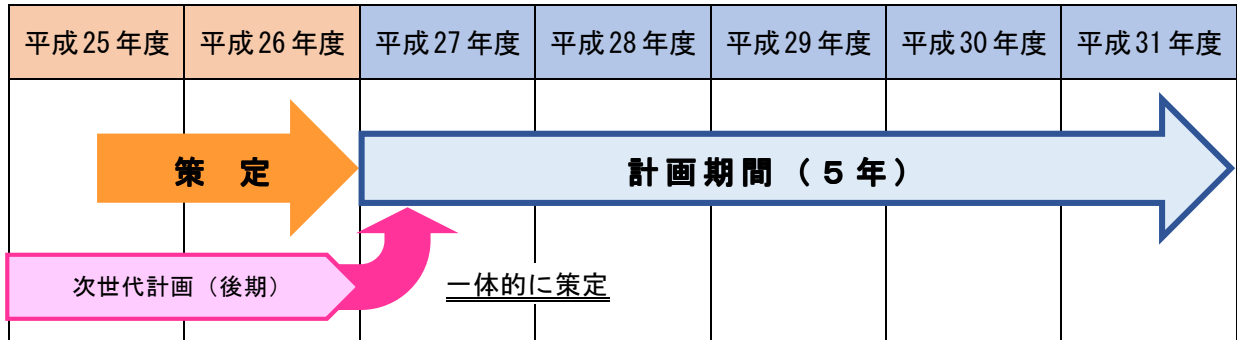 平成25年度 平成26年度 平成27年度 平成28年度 平成29年度 平成30年度 平成31年度
策　定
計画期間（５年）
次世代計画（後期）
一体的に策定